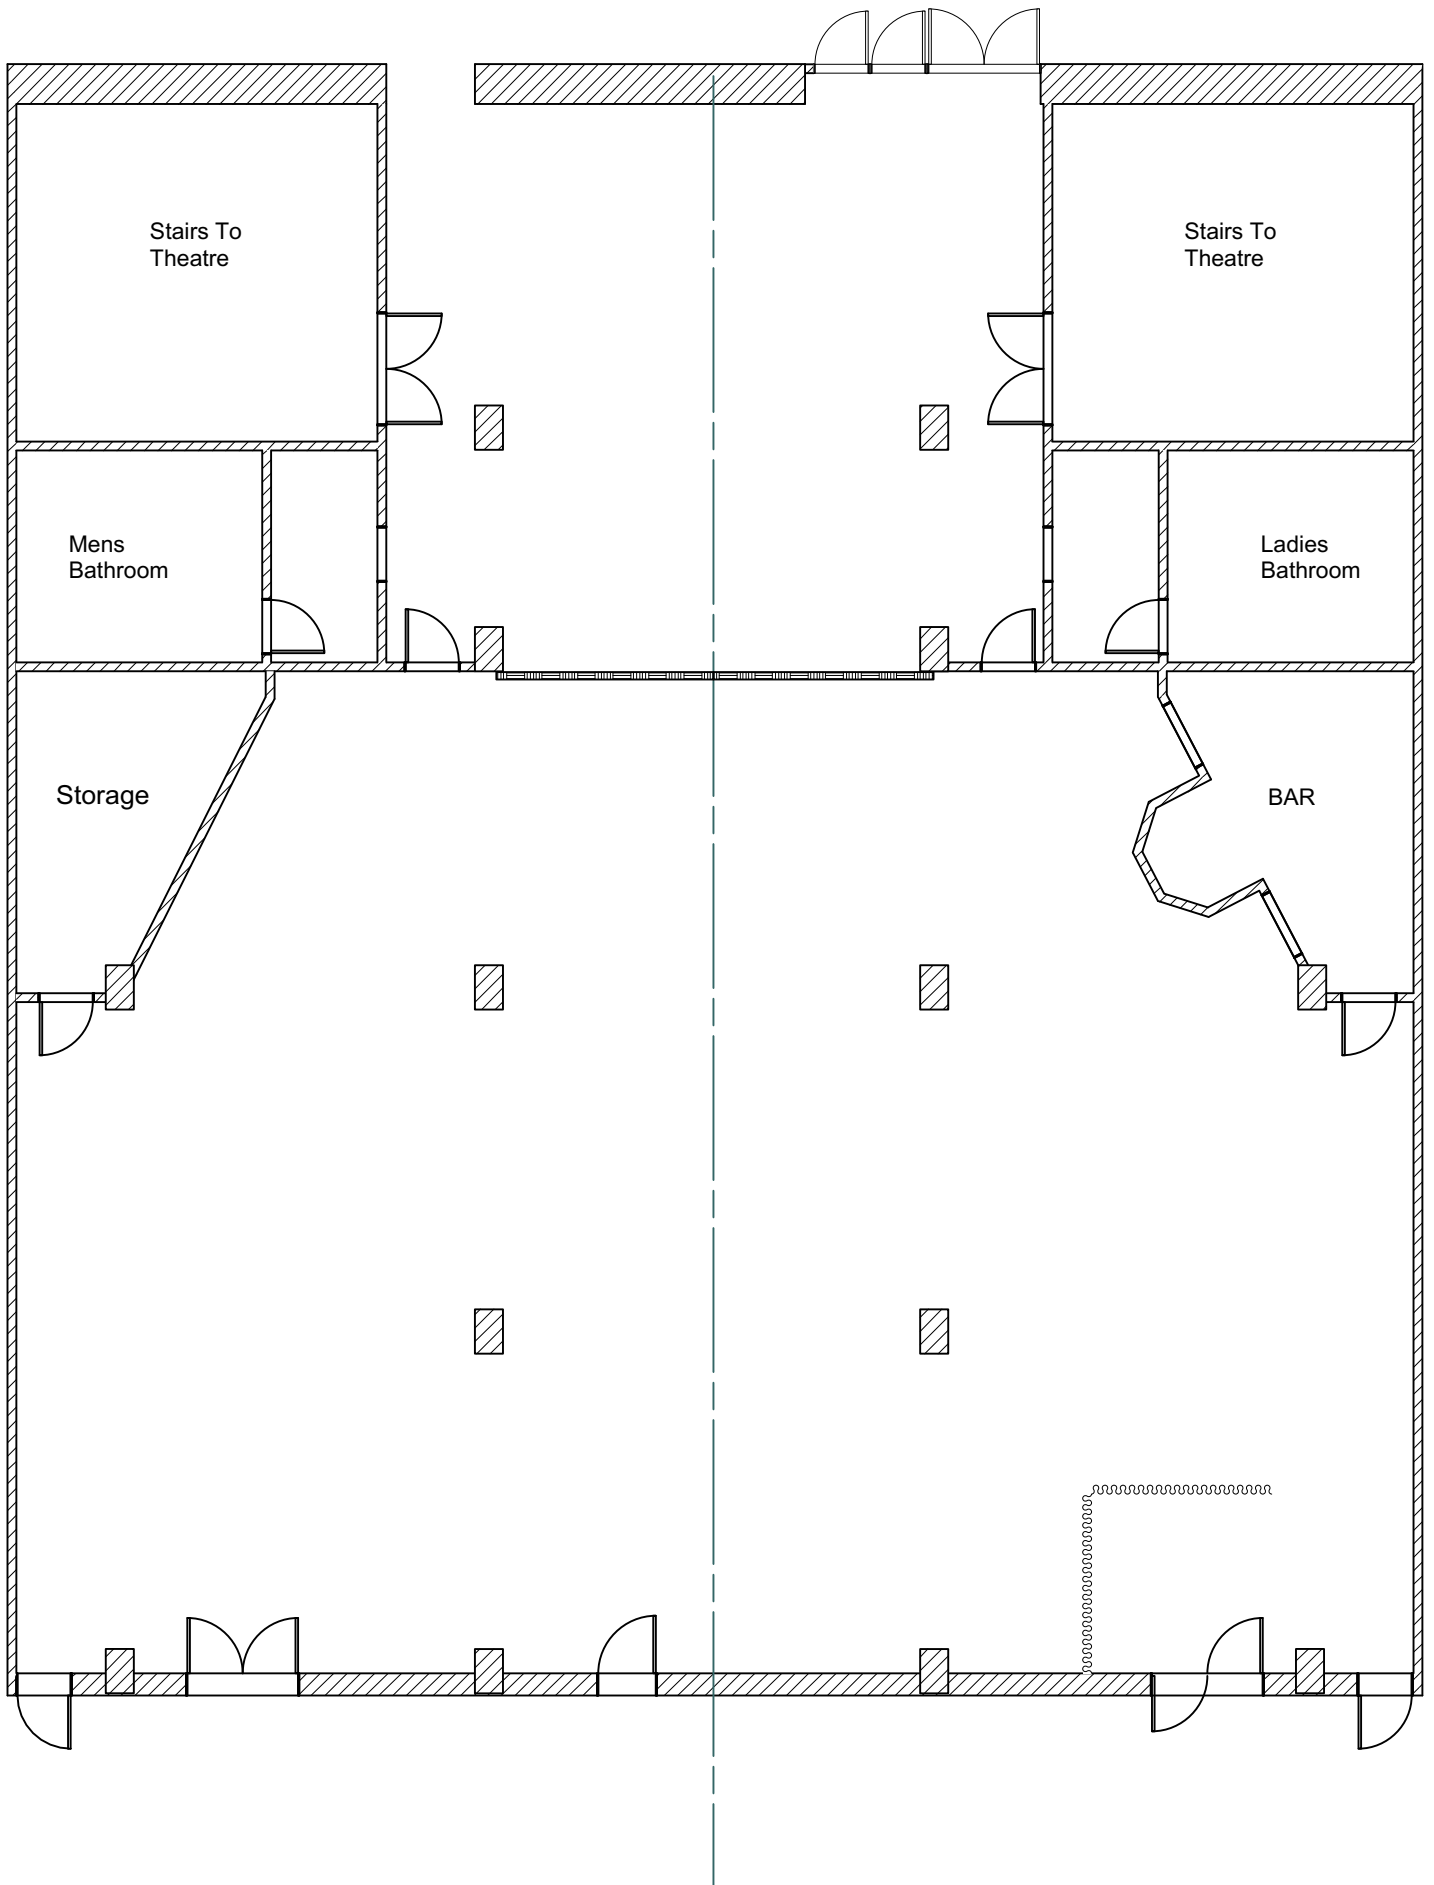 Stairs To
Theatre
Stairs To
Theatre
Mens
Bathroom
Ladies
Bathroom
Storage
BAR